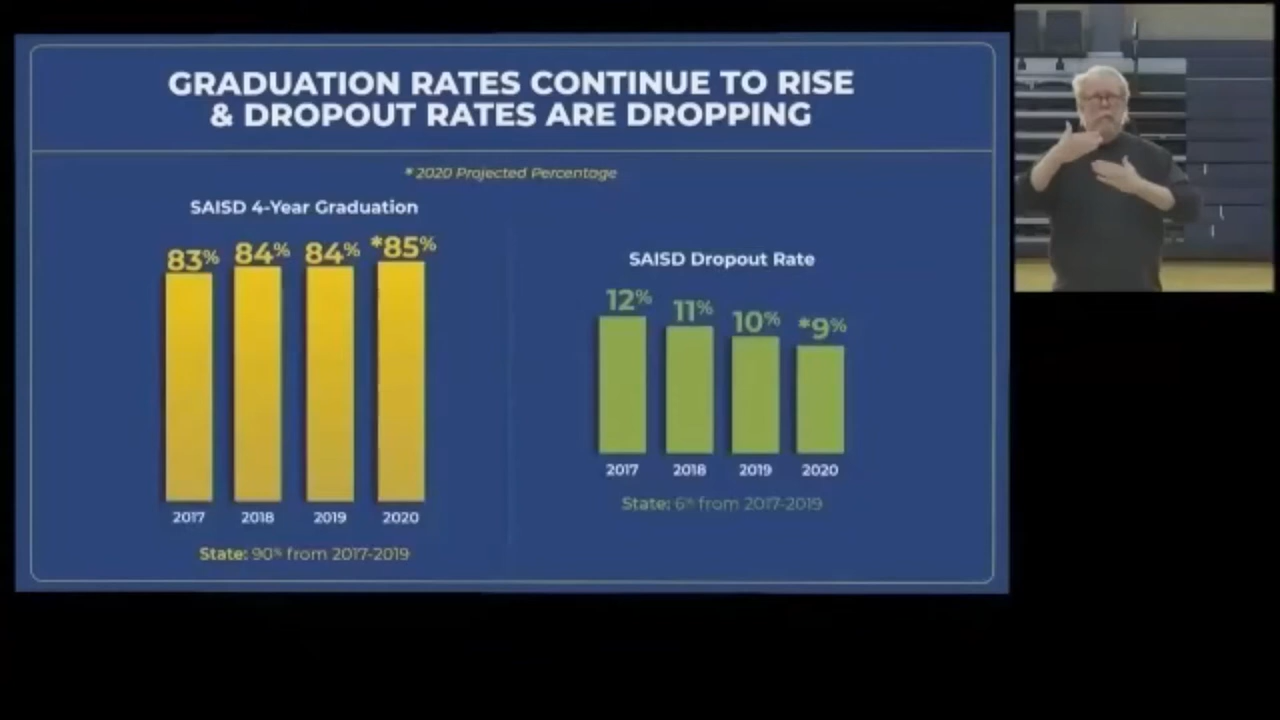 GRADUATION RATES CONTINUE TO RISE
& DROPOUT RATES ARE DROPPING
* 2020 Projected Percentage
SAISD 4-Year Graduation
83% 84% 84% *85%
2017 2018 2019 2020
State: 90% from 2017-2019
SAISD Dropout Rate
12% 11% 10% *9%
2017 2018 2019 2020
State: 6% from 2017-2019